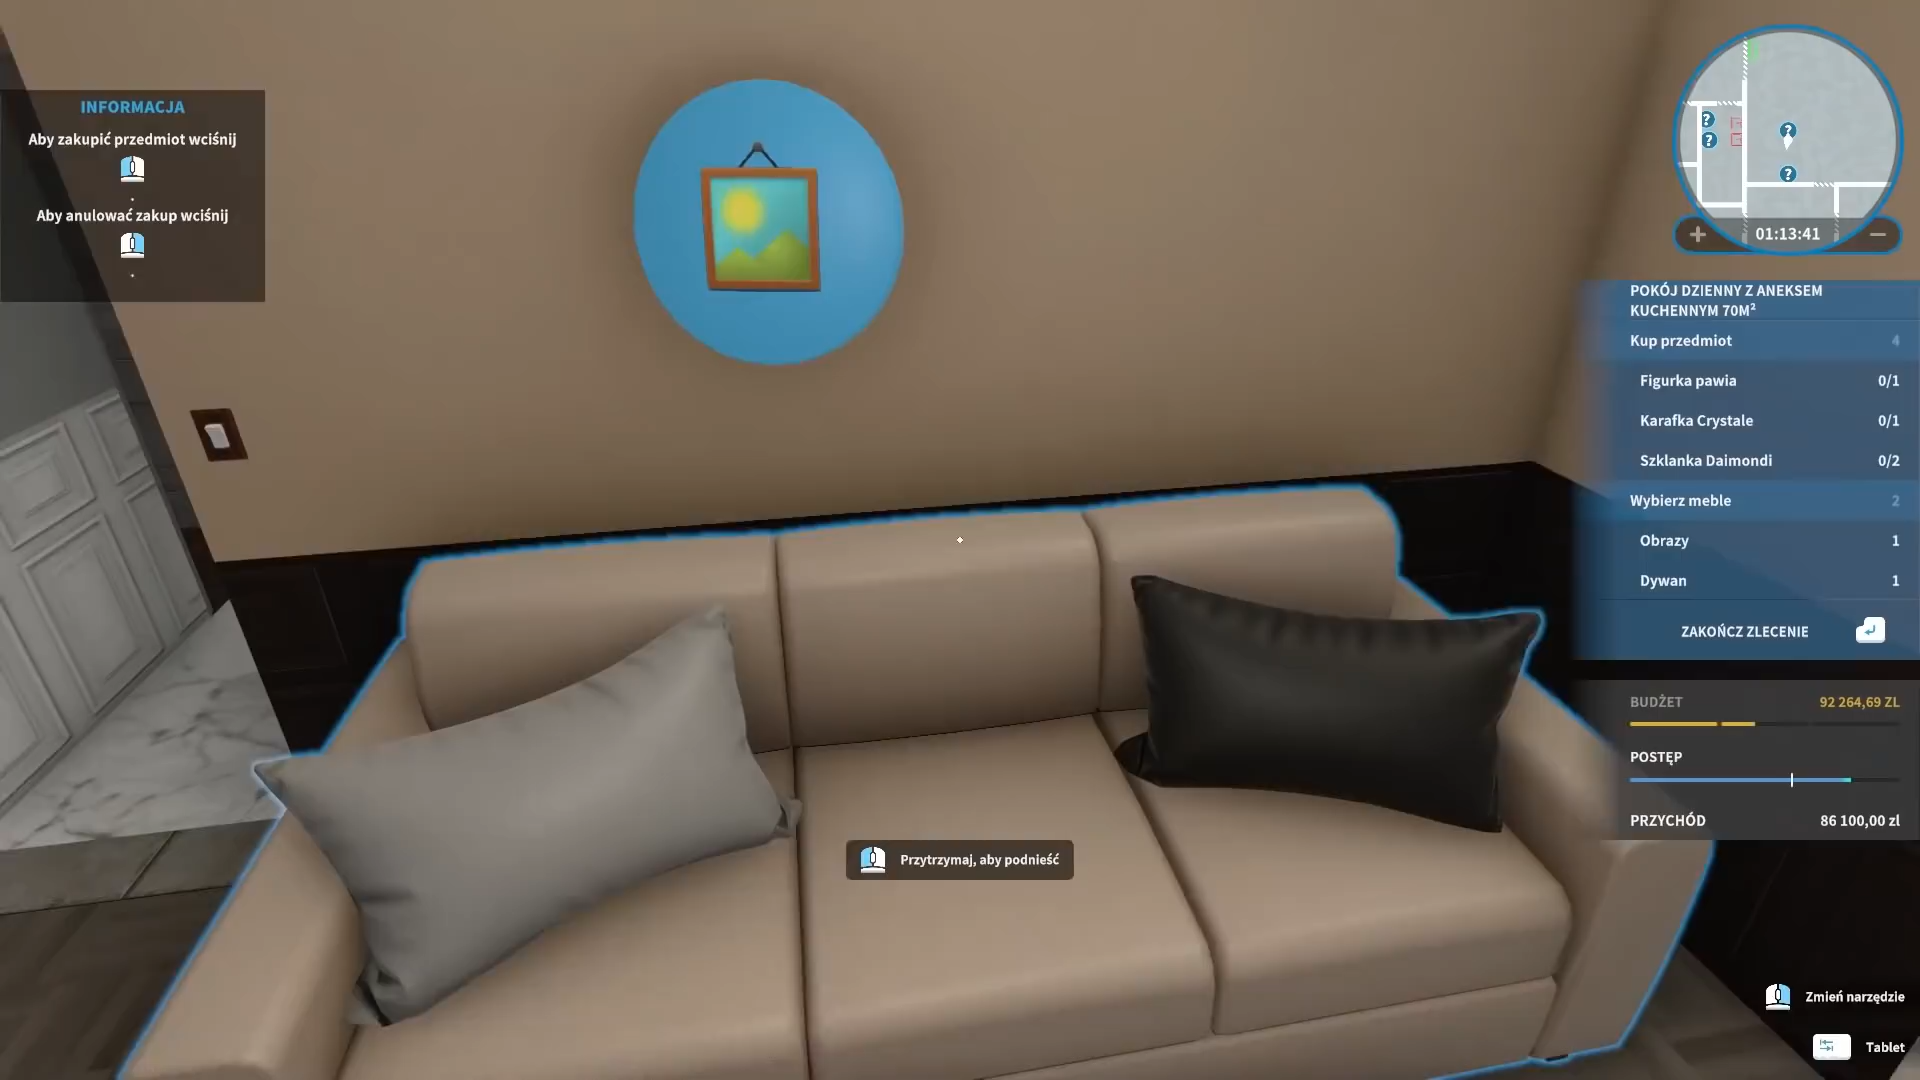 INFORMACJA
Aby zakupić przedmiot wciśnij
.
Aby anulować zakup wciśnij
.
?
?
?
?
+ 01:13:41 −
POKÓJ DZIENNY Z ANEKSEM
KUCHENNYM 70M²
Kup przedmiot 4
Figurka pawia 0/1
Karafka Crystale 0/1
Szklanka Daimondi 0/2
Wybierz meble 2
Obrazy 1
Dywan 1
ZAKOŃCZ ZLECENIE
BUDŻET 92 264,69 ZL
POSTĘP
PRZYCHÓD 86 100,00 zl
Przytrzymaj, aby podnieść
Zmień narzędzie
Tablet